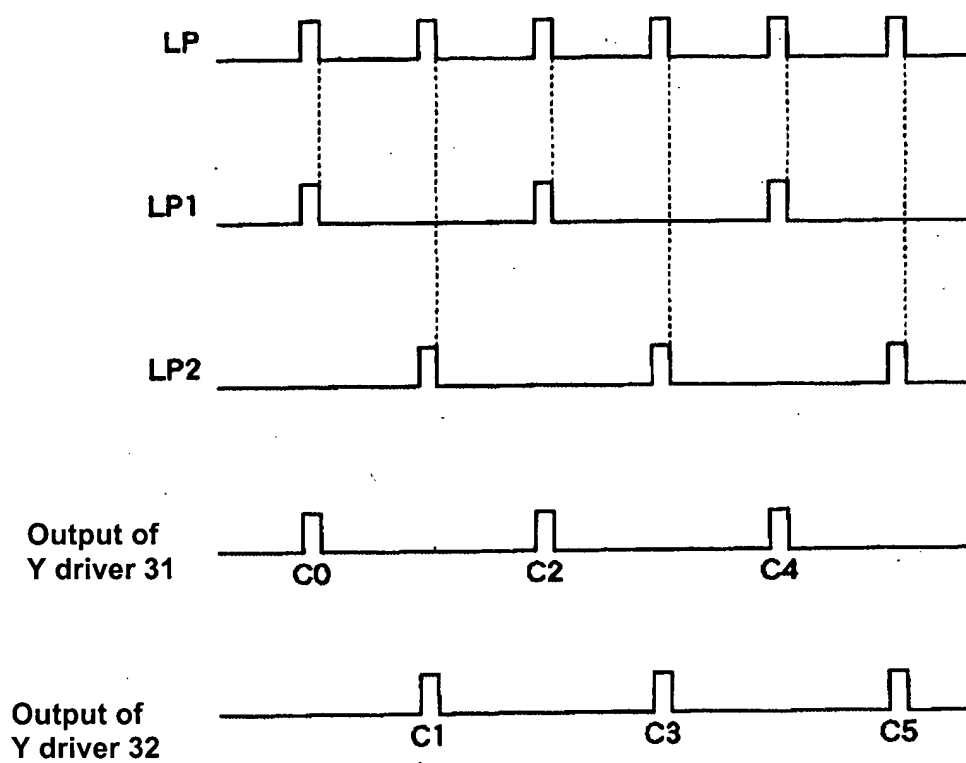 LP
LP1
LP2
Output of
Y driver 31
C0
C2
C4
Output of
Y driver 32
C1
C3
C5